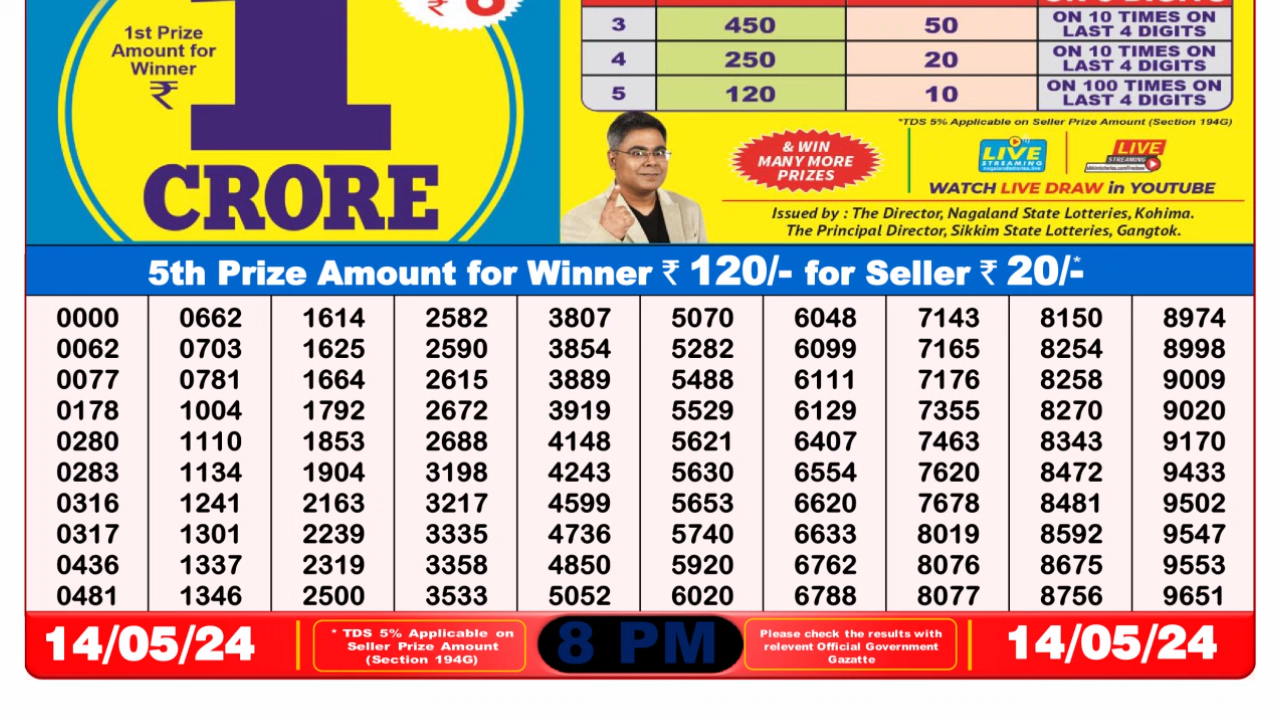 1
₹ 6
1st Prize
Amount for
Winner
₹
CRORE
3 450 50 ON 10 TIMES ON LAST 4 DIGITS
4 250 20 ON 10 TIMES ON LAST 4 DIGITS
5 120 10 ON 100 TIMES ON LAST 4 DIGITS
*TDS 5% Applicable on Seller Prize Amount (Section 194G)
& WIN
MANY MORE
PRIZES
LIVE
STREAMING
LIVE
STREAMING
WATCH LIVE DRAW in YOUTUBE
Issued by : The Director, Nagaland State Lotteries, Kohima.
The Principal Director, Sikkim State Lotteries, Gangtok.
5th Prize Amount for Winner ₹ 120/- for Seller ₹ 20/-*
0000 0662 1614 2582 3807 5070 6048 7143 8150 8974
0062 0703 1625 2590 3854 5282 6099 7165 8254 8998
0077 0781 1664 2615 3889 5488 6111 7176 8258 9009
0178 1004 1792 2672 3919 5529 6129 7355 8270 9020
0280 1110 1853 2688 4148 5621 6407 7463 8343 9170
0283 1134 1904 3198 4243 5630 6554 7620 8472 9433
0316 1241 2163 3217 4599 5653 6620 7678 8481 9502
0317 1301 2239 3335 4736 5740 6633 8019 8592 9547
0436 1337 2319 3358 4850 5920 6762 8076 8675 9553
0481 1346 2500 3533 5052 6020 6788 8077 8756 9651
14/05/24
* TDS 5% Applicable on
Seller Prize Amount
(Section 194G)
8 PM
Please check the results with
relevent Official Government
Gazatte
14/05/24